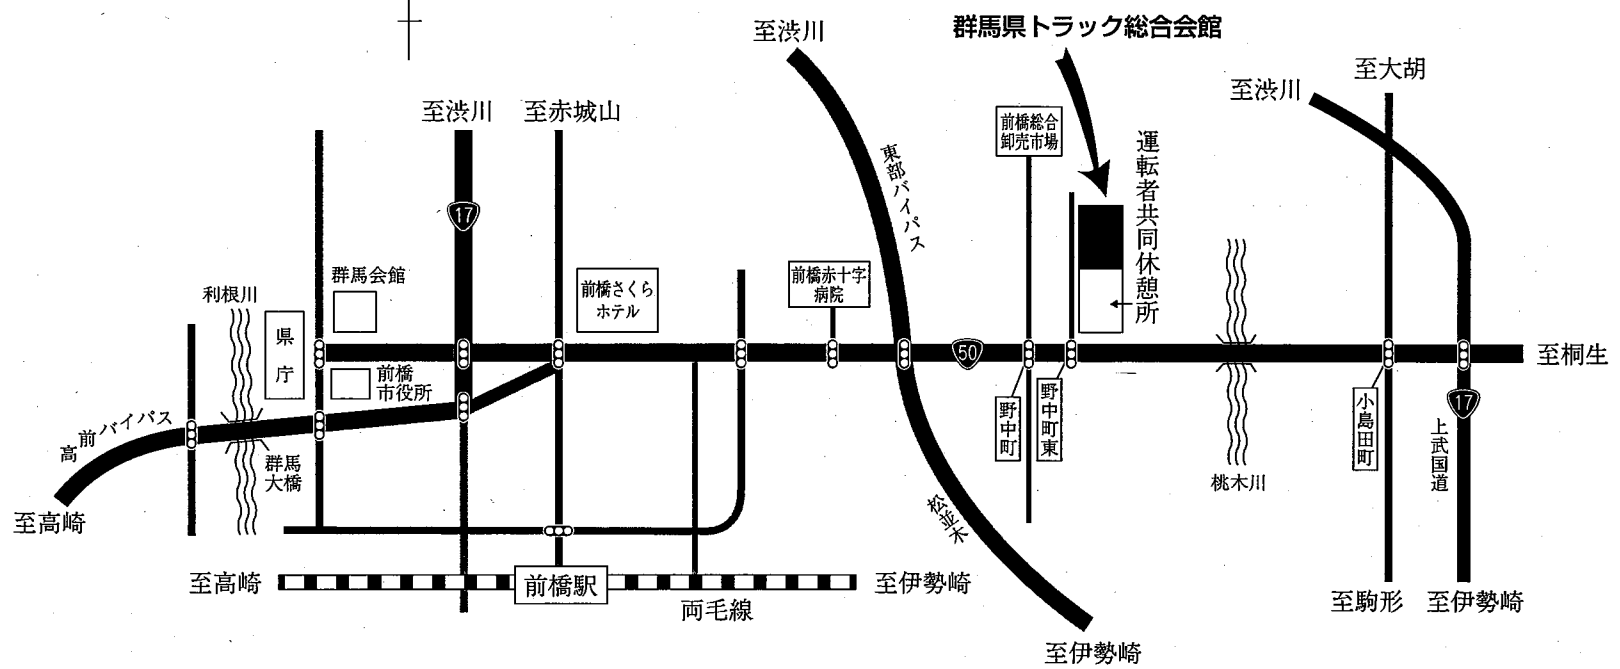 群馬県トラック総合会館
至渋川
至大胡
至渋川
至渋川
至赤城山
前橋総合
卸売市場
運転者共同休憩所
東部バイパス
17
群馬会館
利根川
県庁
前橋さくら
ホテル
前橋赤十字
病院
50
至桐生
前橋
市役所
高前バイパス
群馬
大橋
野中町
野中町東
小島田町
17
上武国道
桃木川
松並木
至高崎
至高崎
前橋駅
至伊勢崎
両毛線
至駒形
至伊勢崎
至伊勢崎